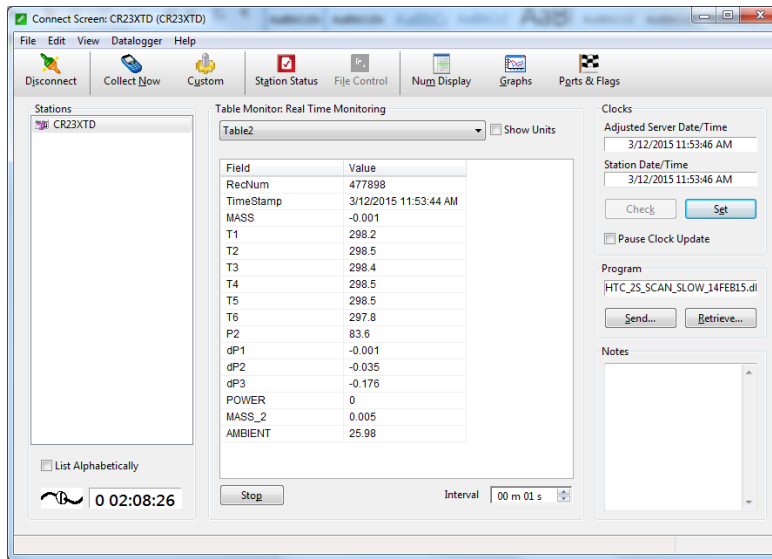 Connect Screen: CR23XTD (CR23XTD)
File Edit View Datalogger Help
Disconnect Collect Now Custom Station Status File Control Num Display Graphs Ports & Flags
Stations
CR23XTD
List Alphabetically
0 02:08:26
Table Monitor: Real Time Monitoring
Table2
Show Units
Field Value
RecNum 477898
TimeStamp 3/12/2015 11:53:44 AM
MASS -0.001
T1 298.2
T2 298.5
T3 298.4
T4 298.5
T5 298.5
T6 297.8
P2 83.6
dP1 -0.001
dP2 -0.035
dP3 -0.176
POWER 0
MASS_2 0.005
AMBIENT 25.98
Stop
Interval 00 m 01 s
Clocks
Adjusted Server Date/Time
3/12/2015 11:53:46 AM
Station Date/Time
3/12/2015 11:53:46 AM
Check Set
Pause Clock Update
Program
HTC_2S_SCAN_SLOW_14FEB15.dl
Send... Retrieve...
Notes